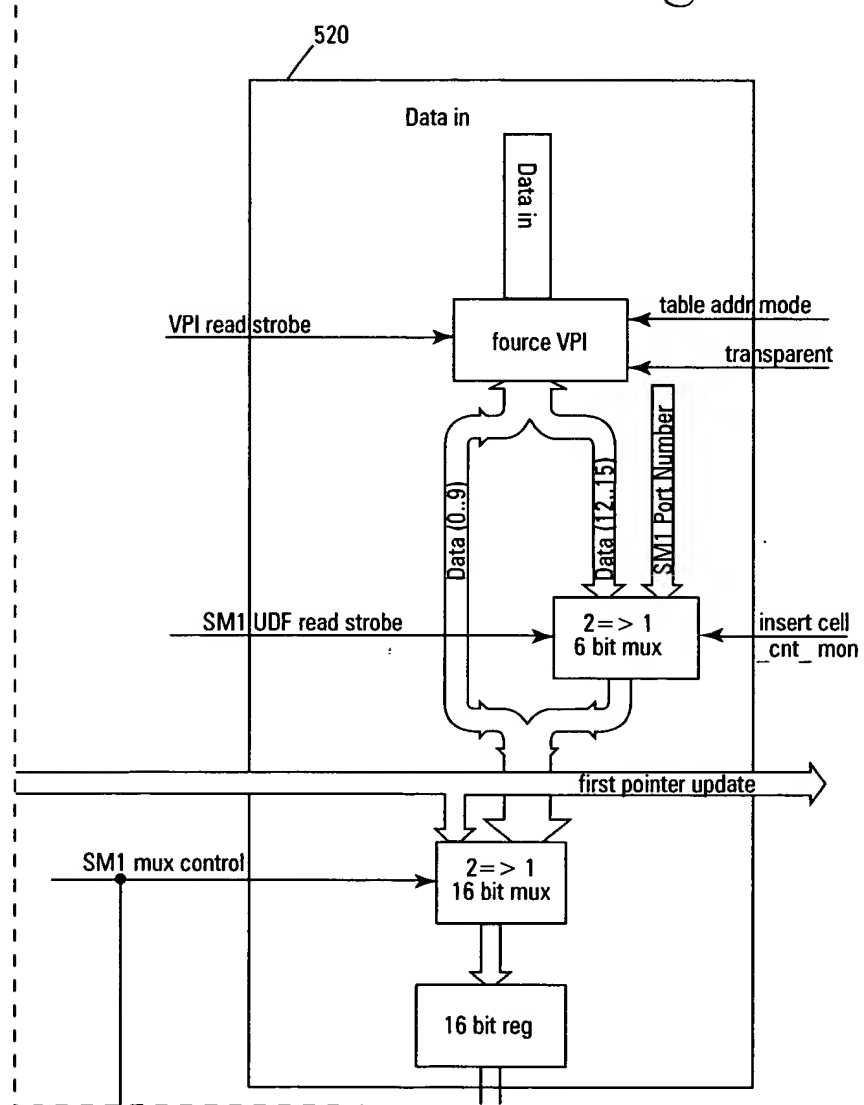 520
Data in
Data in
VPI read strobe
fource VPI
table addr mode
transparent
Data (0..9)
Data (12..15)
SM1 Port Number
SM1 UDF read strobe
2=> 1
6 bit mux
insert cell
_cnt_ mon
first pointer update
SM1 mux control
2=> 1
16 bit mux
16 bit reg